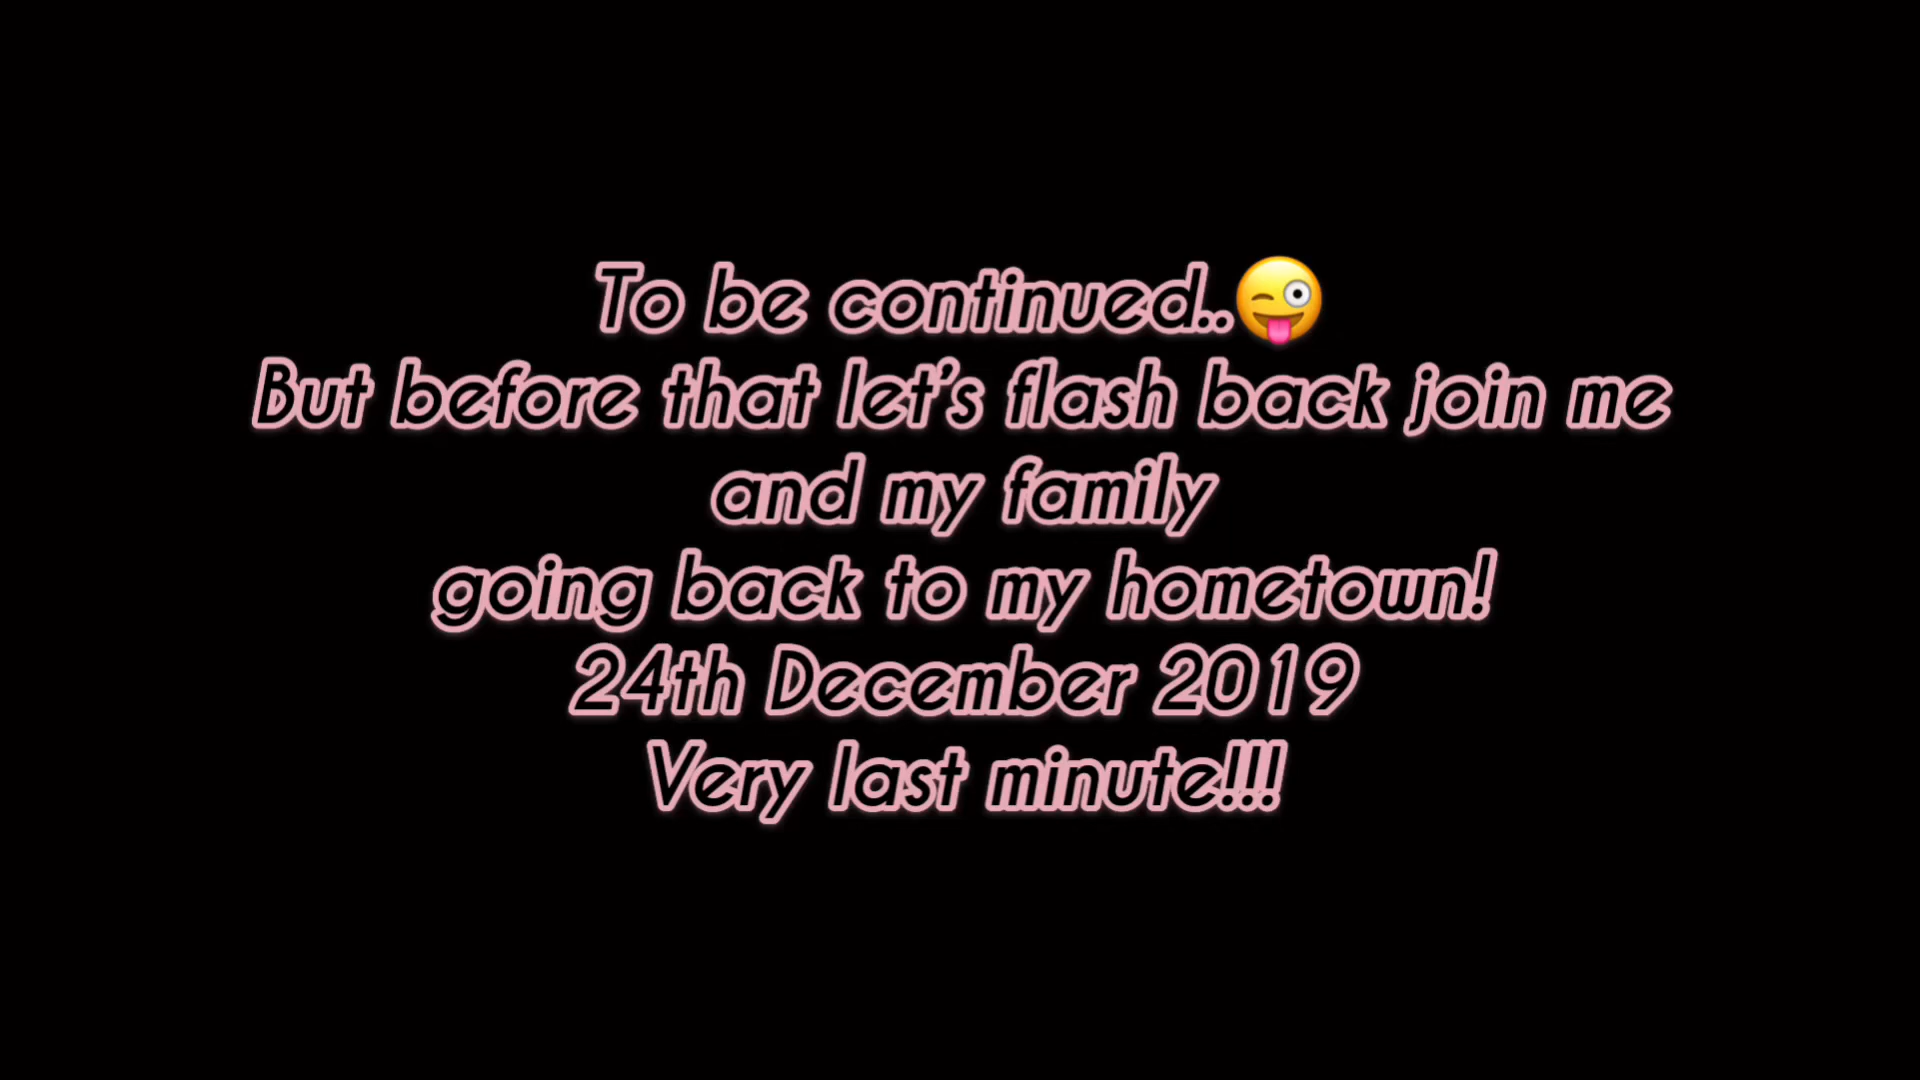 To be continued..😜
But before that let's flash back join me
and my family
going back to my hometown!
24th December 2019
Very last minute!!!